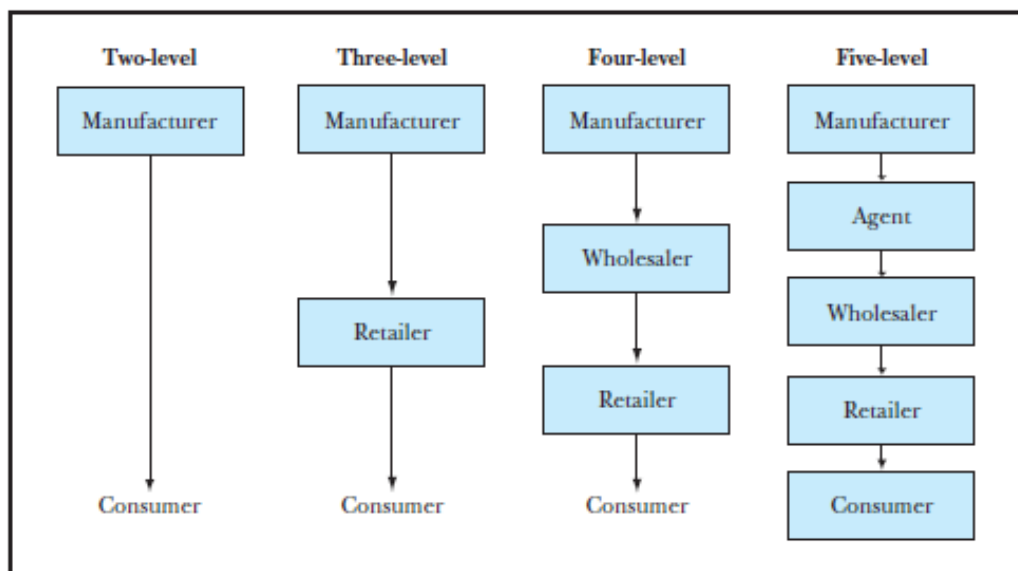 Two-level
Three-level
Four-level
Five-level
Manufacturer
Manufacturer
Manufacturer
Manufacturer
Agent
Wholesaler
Wholesaler
Retailer
Retailer
Retailer
Consumer
Consumer
Consumer
Consumer